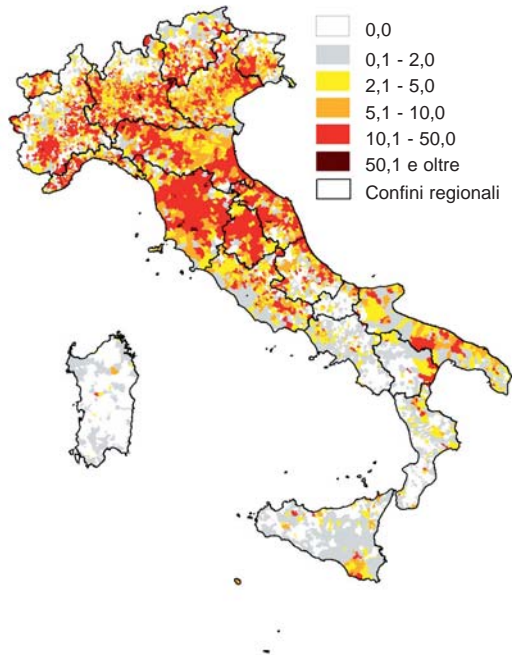 0,0
0,1 - 2,0
2,1 - 5,0
5,1 - 10,0
10,1 - 50,0
50,1 e oltre
Confini regionali